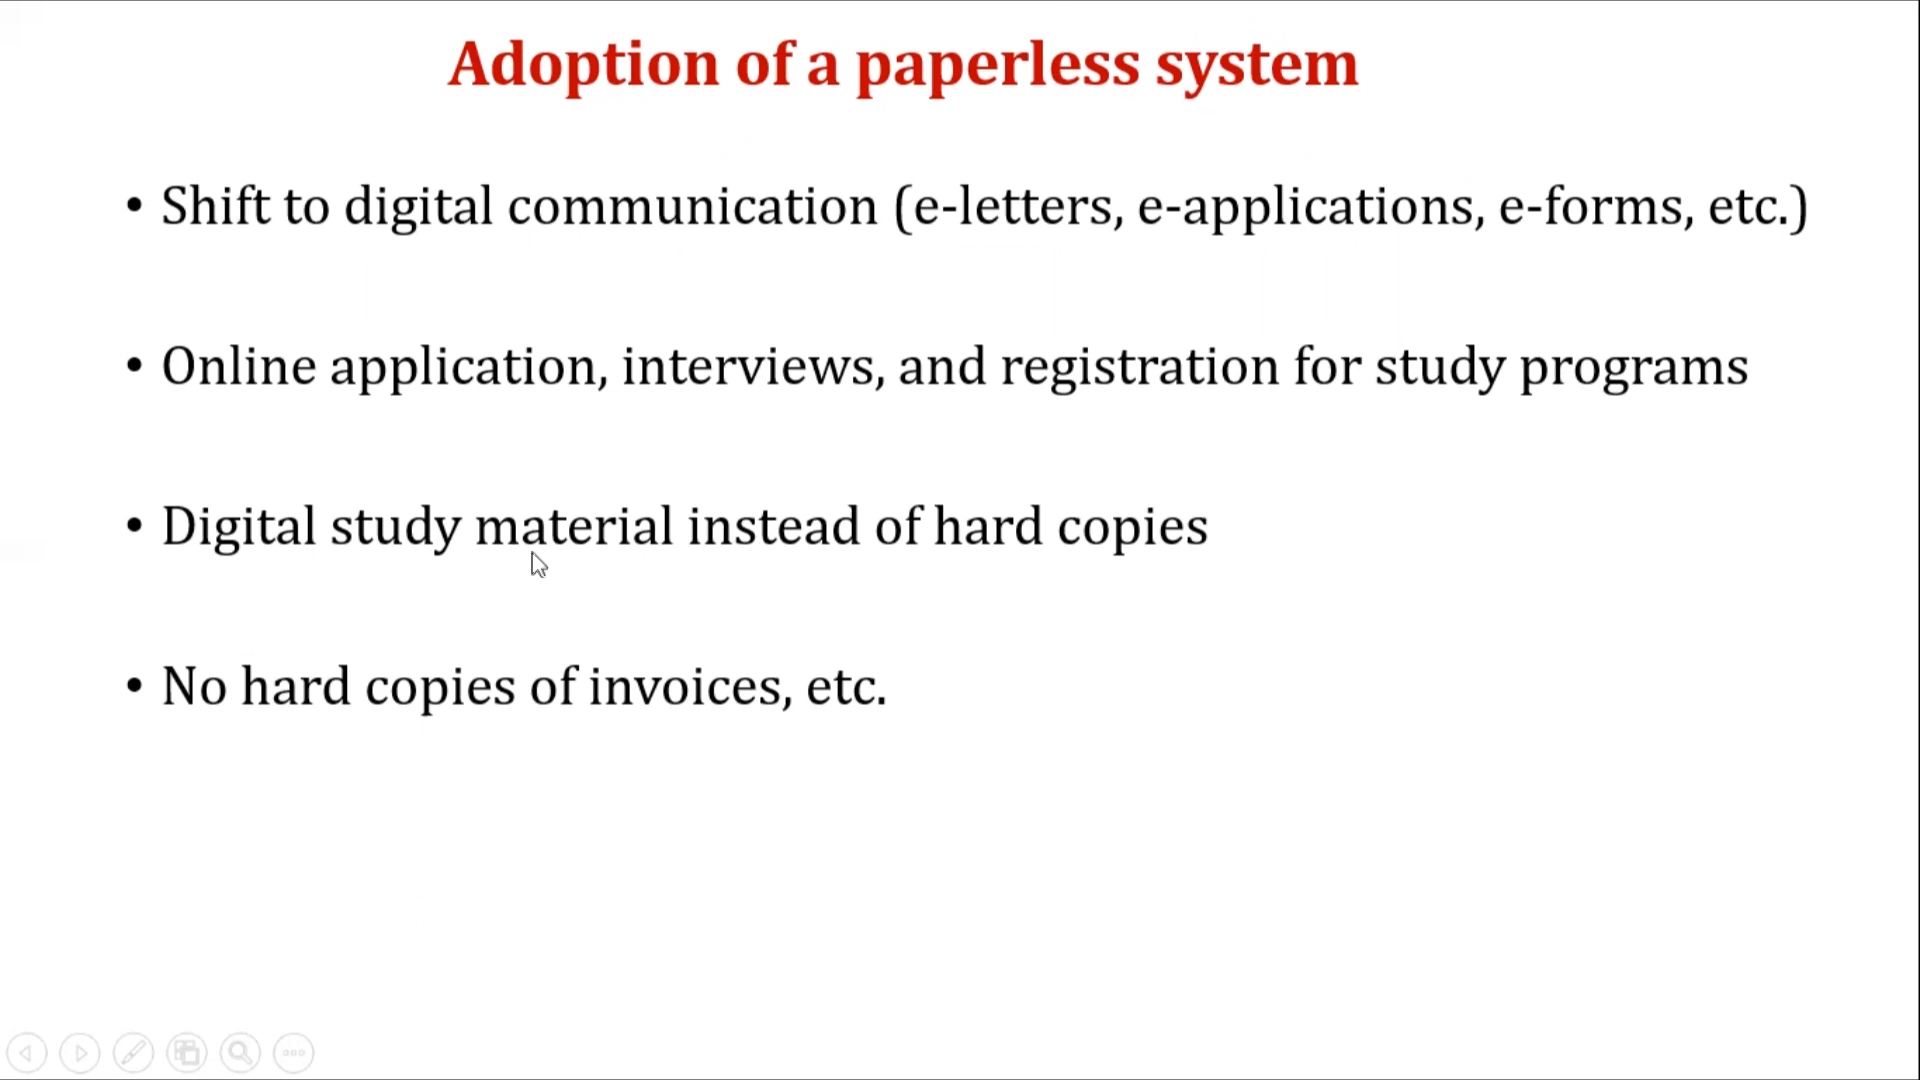 Adoption of a paperless system
• Shift to digital communication (e-letters, e-applications, e-forms, etc.)
• Online application, interviews, and registration for study programs
• Digital study material instead of hard copies
• No hard copies of invoices, etc.